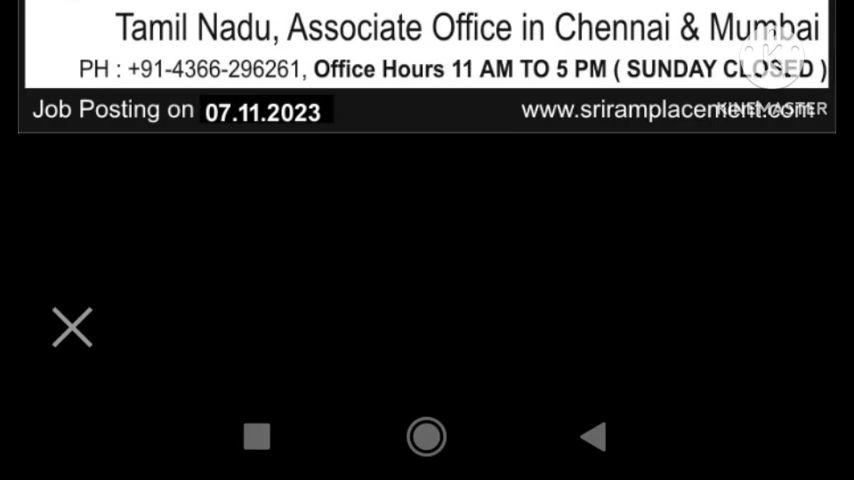 Tamil Nadu, Associate Office in Chennai & Mumbai
PH : +91-4366-296261, Office Hours 11 AM TO 5 PM ( SUNDAY CLOSED )
Job Posting on 07.11.2023 www.sriramplacement.com
KINEMASTER